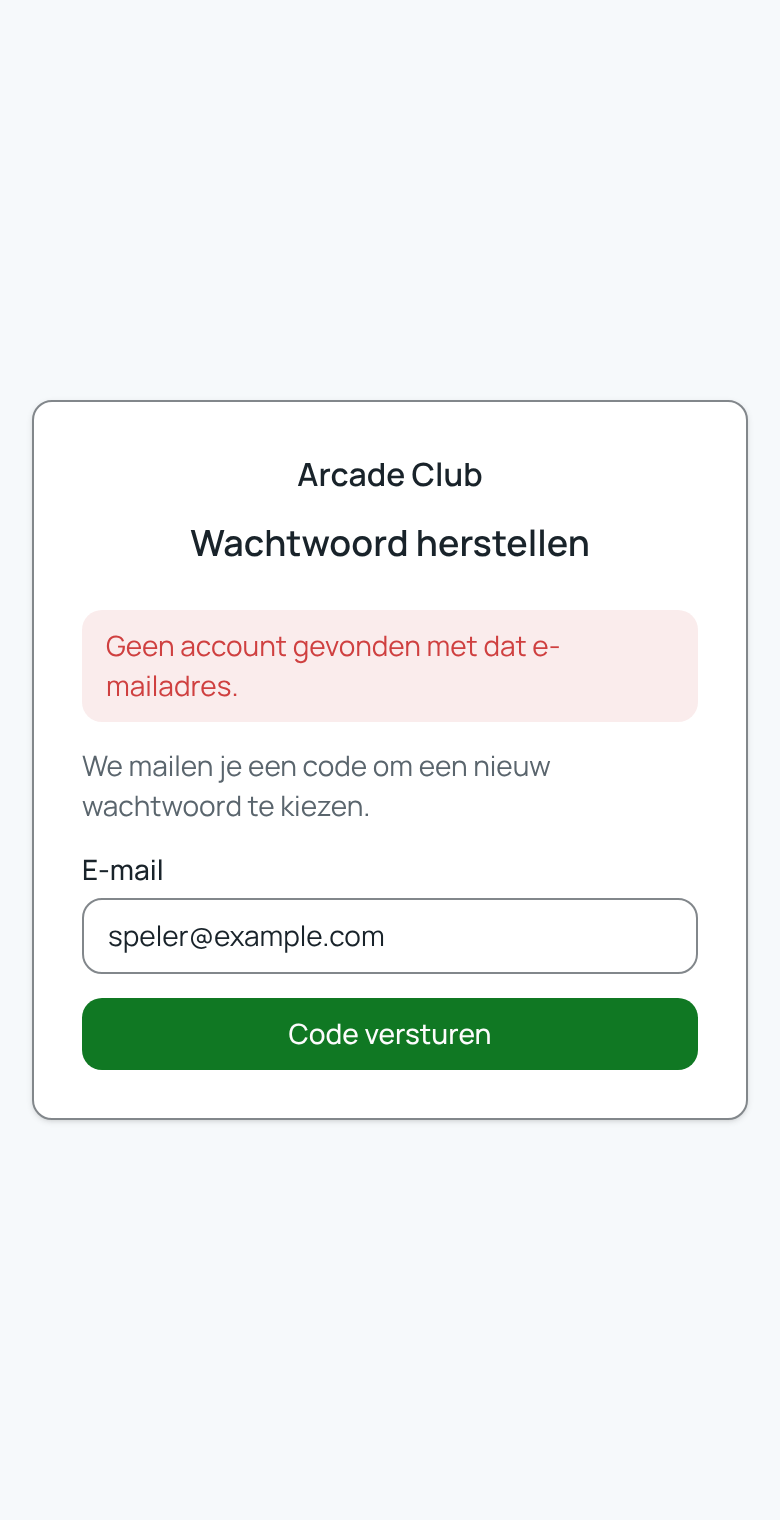 Arcade Club
Wachtwoord herstellen
Geen account gevonden met dat e-
mailadres.
We mailen je een code om een nieuw
wachtwoord te kiezen.
E-mail
speler@example.com
Code versturen